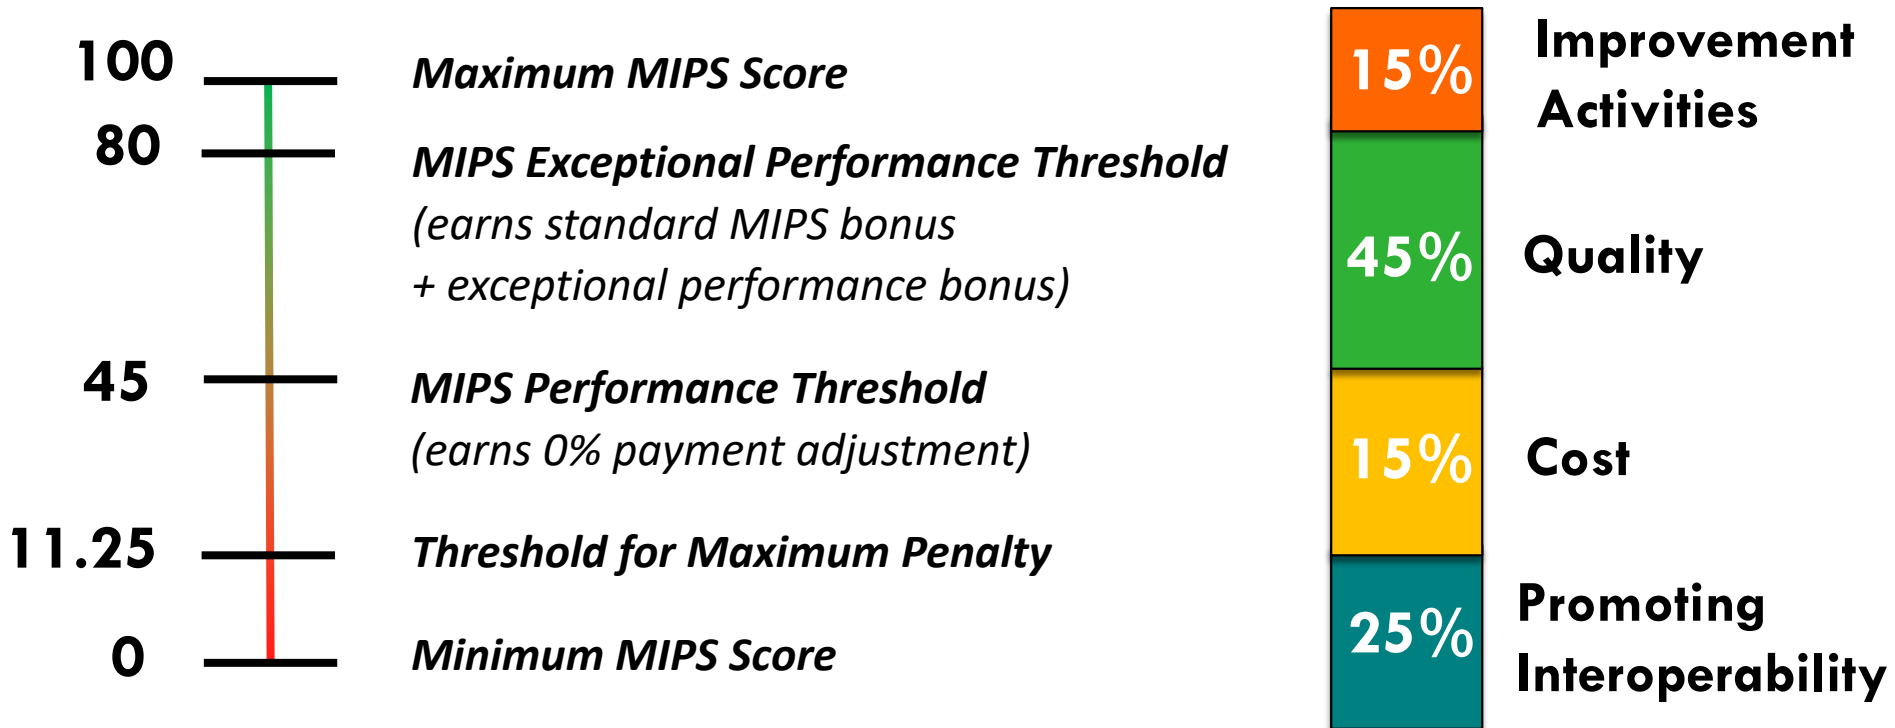 100
Maximum MIPS Score
80
MIPS Exceptional Performance Threshold
(earns standard MIPS bonus
+ exceptional performance bonus)
45
MIPS Performance Threshold
(earns 0% payment adjustment)
11.25
Threshold for Maximum Penalty
0
Minimum MIPS Score
15%
Improvement
Activities
45%
Quality
15%
Cost
25%
Promoting
Interoperability